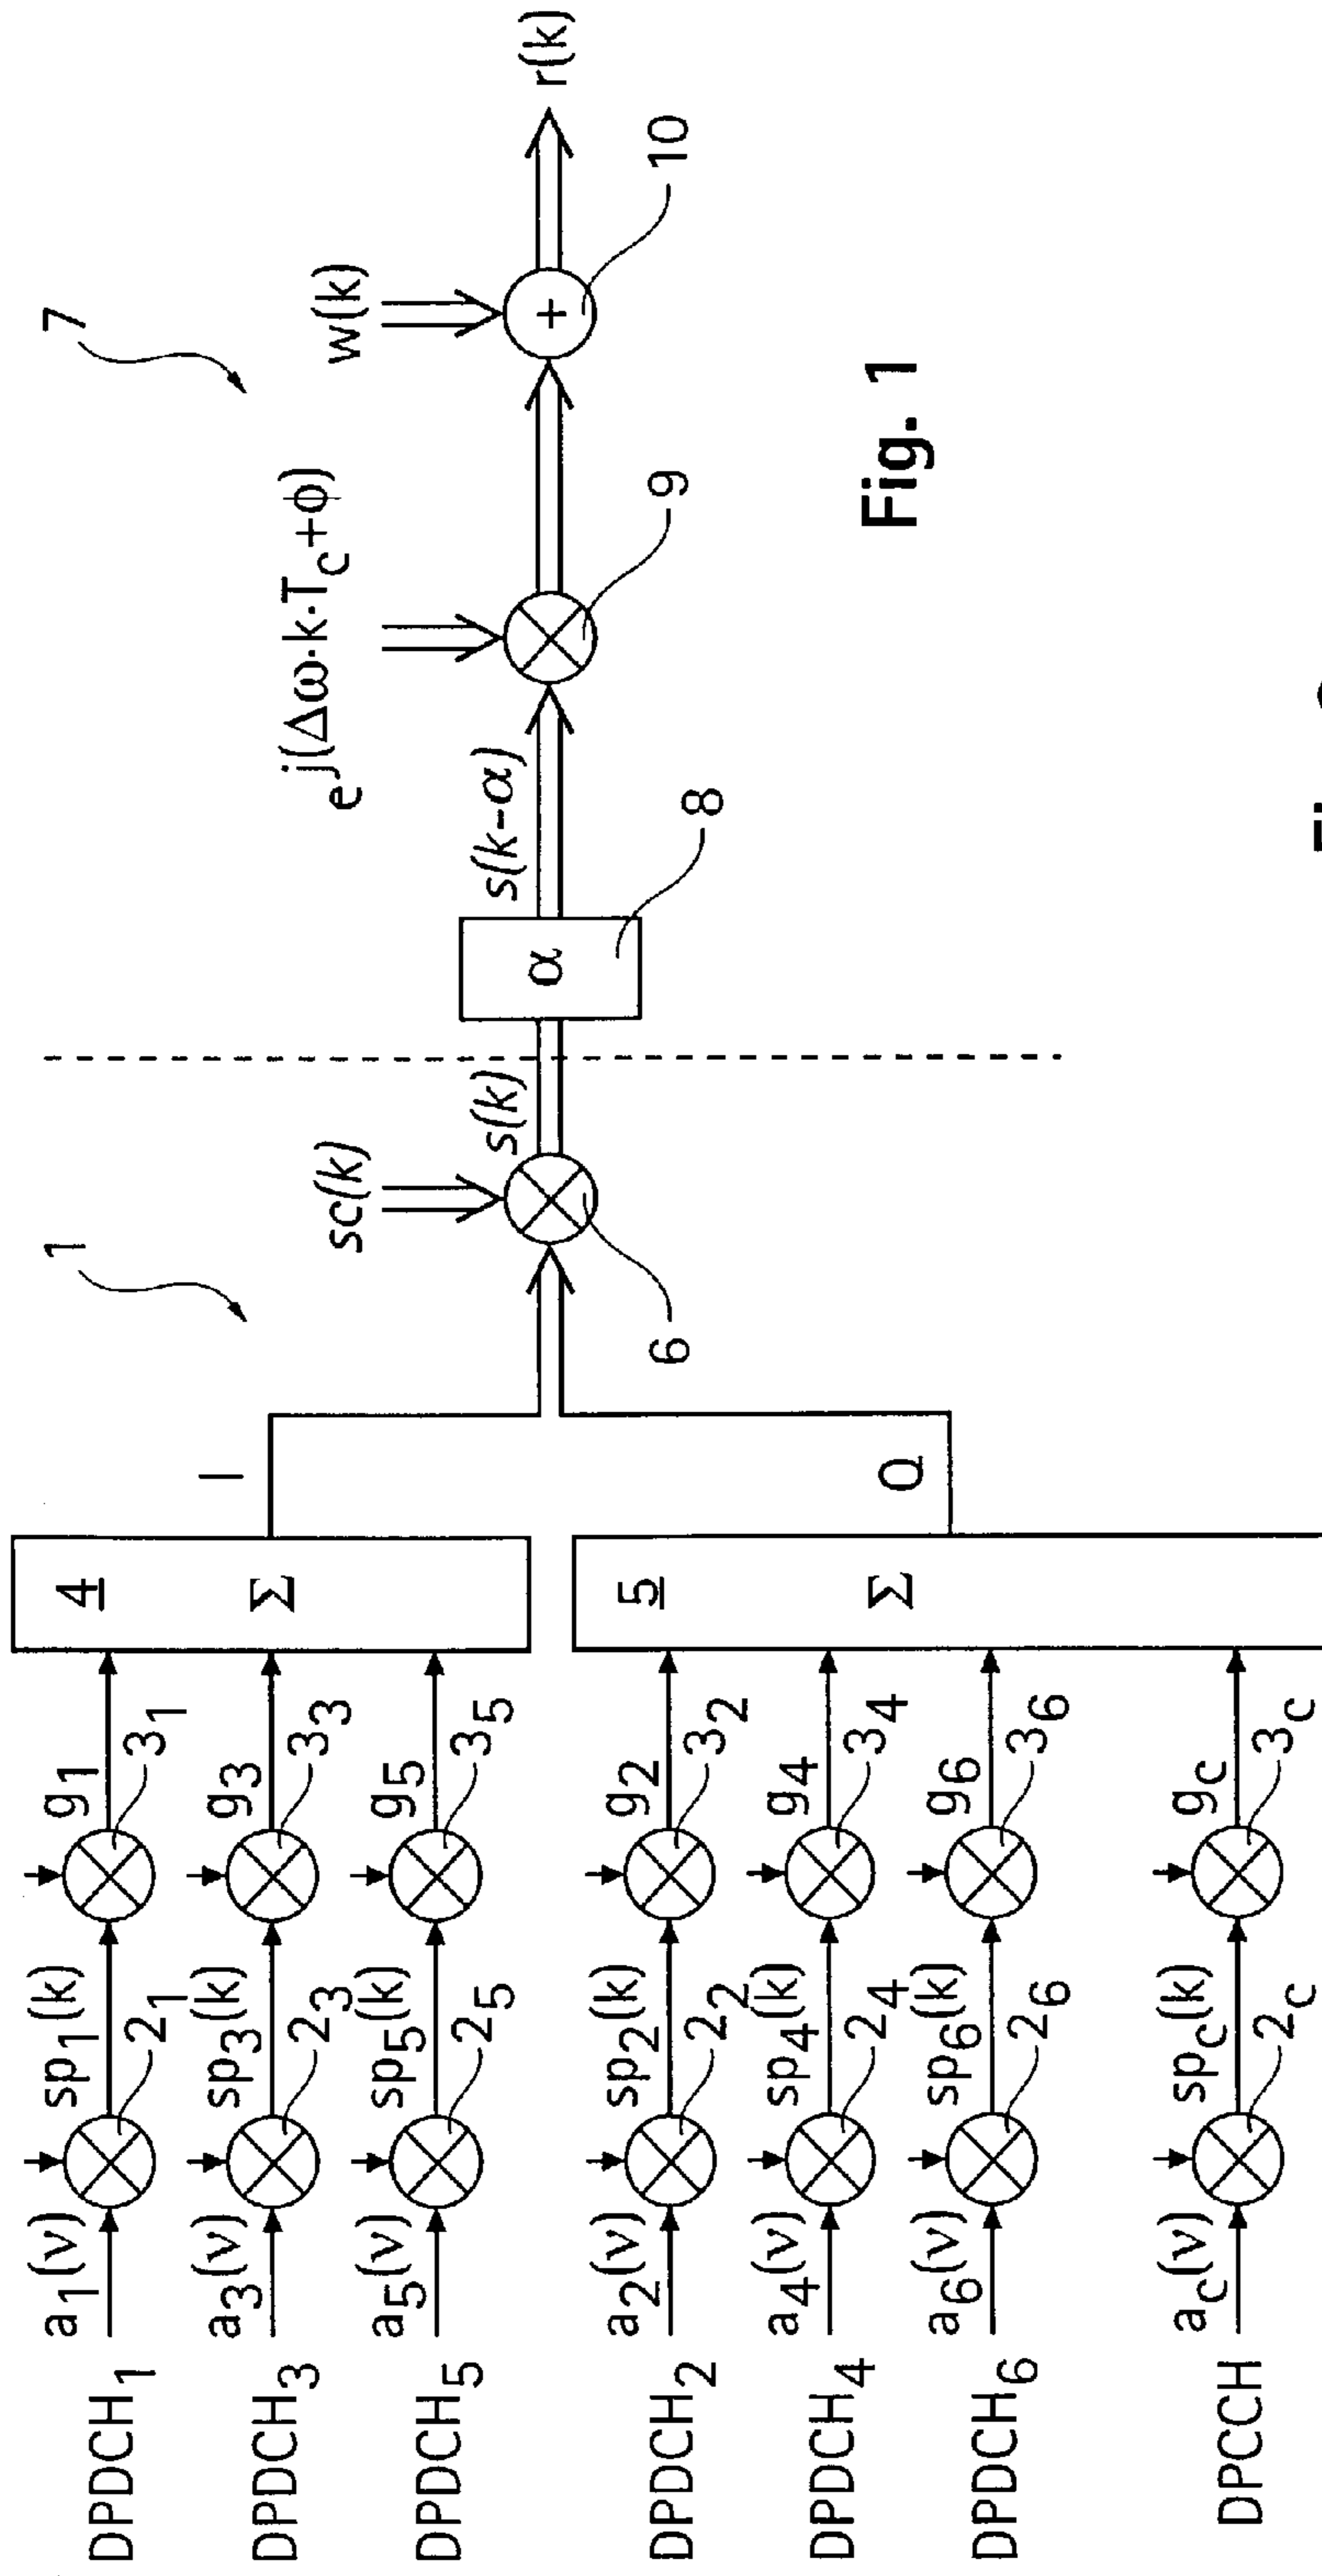 DPDCH1 a1(ν) sp1(k) 21 g1 31
DPDCH3 a3(ν) sp3(k) 23 g3 33
DPDCH5 a5(ν) sp5(k) 25 g5 35
4 Σ
I
DPDCH2 a2(ν) sp2(k) 22 g2 32
DPDCH4 a4(ν) sp4(k) 24 g4 34
DPDCH6 a6(ν) sp6(k) 26 g6 36
DPCCH ac(ν) spc(k) 2c gc 3c
5 Σ
Q
1
sc(k)
6
s(k)
α
8
s(k-α)
e^j(Δω·k·Tc+ϕ)
9
7
w(k)
+
10
r(k)
Fig. 1